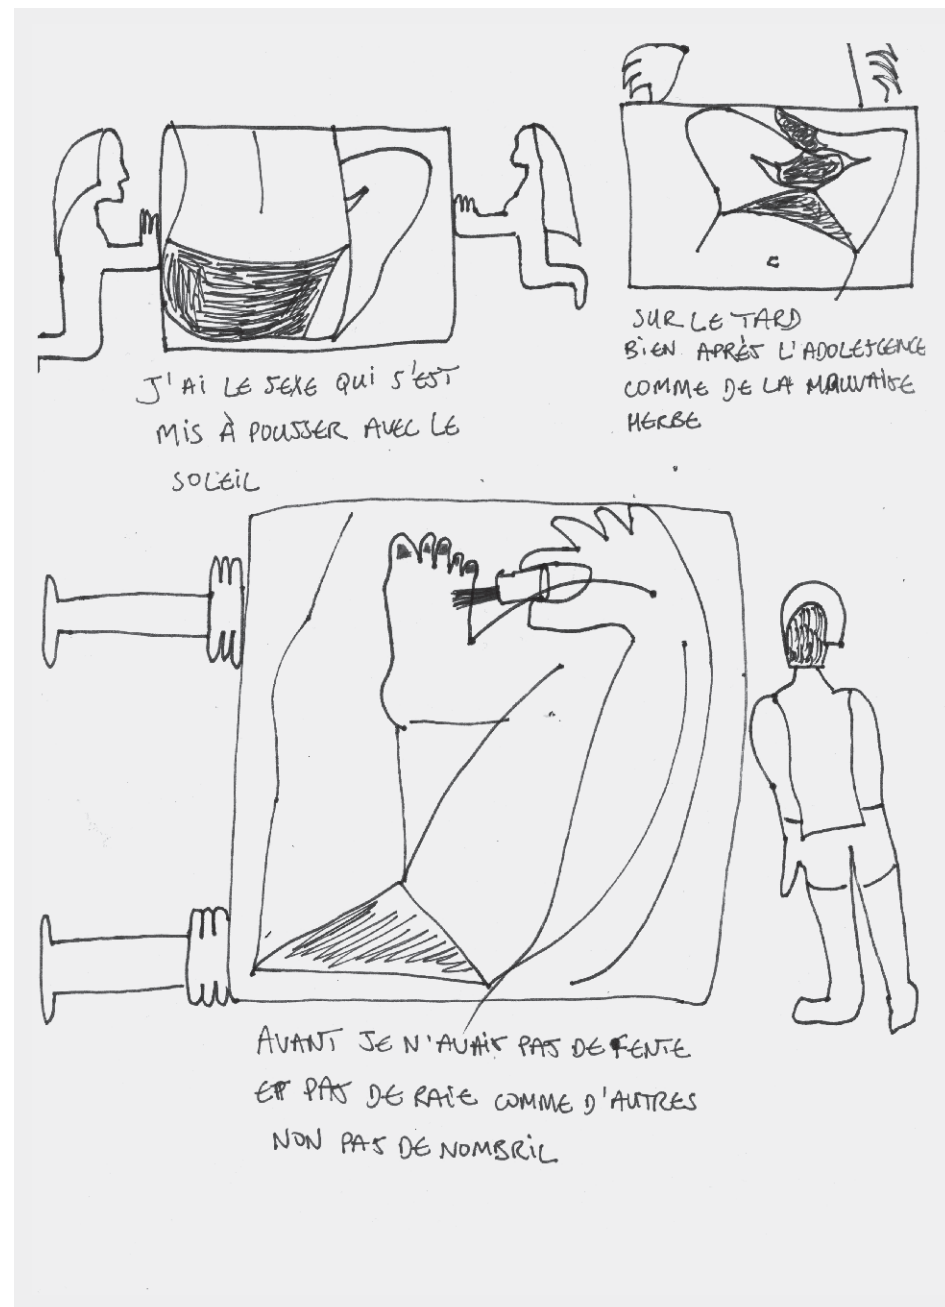 J'AI LE SEXE QUI S'EST
MIS À POUSSER AVEC LE
SOLEIL
SUR LE TARD
BIEN APRÈS L'ADOLESCENCE
COMME DE LA MAUVAISE
HERBE
AVANT JE N'AVAIS PAS DE FENTE
ET PAS DE RAIE COMME D'AUTRES
NON PAS DE NOMBRIL